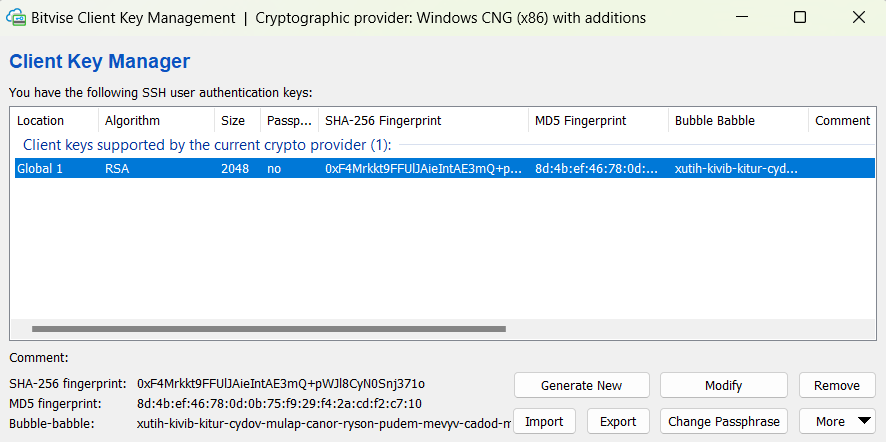 Bitvise Client Key Management | Cryptographic provider: Windows CNG (x86) with additions
Client Key Manager
You have the following SSH user authentication keys:
Location Algorithm Size Passp... SHA-256 Fingerprint MD5 Fingerprint Bubble Babble Comment
Client keys supported by the current crypto provider (1):
Global 1 RSA 2048 no 0xF4Mrkkt9FFUlJAieIntAE3mQ+p... 8d:4b:ef:46:78:0d:... xutih-kivib-kitur-cyd...
Comment:
SHA-256 fingerprint: 0xF4Mrkkt9FFUlJAieIntAE3mQ+pWJl8CyN0Snj371o
MD5 fingerprint: 8d:4b:ef:46:78:0d:0b:75:f9:29:f4:2a:cd:f2:c7:10
Bubble-babble: xutih-kivib-kitur-cydov-mulap-canor-ryson-pudem-mevyv-cadod-m
Generate New Modify Remove
Import Export Change Passphrase More